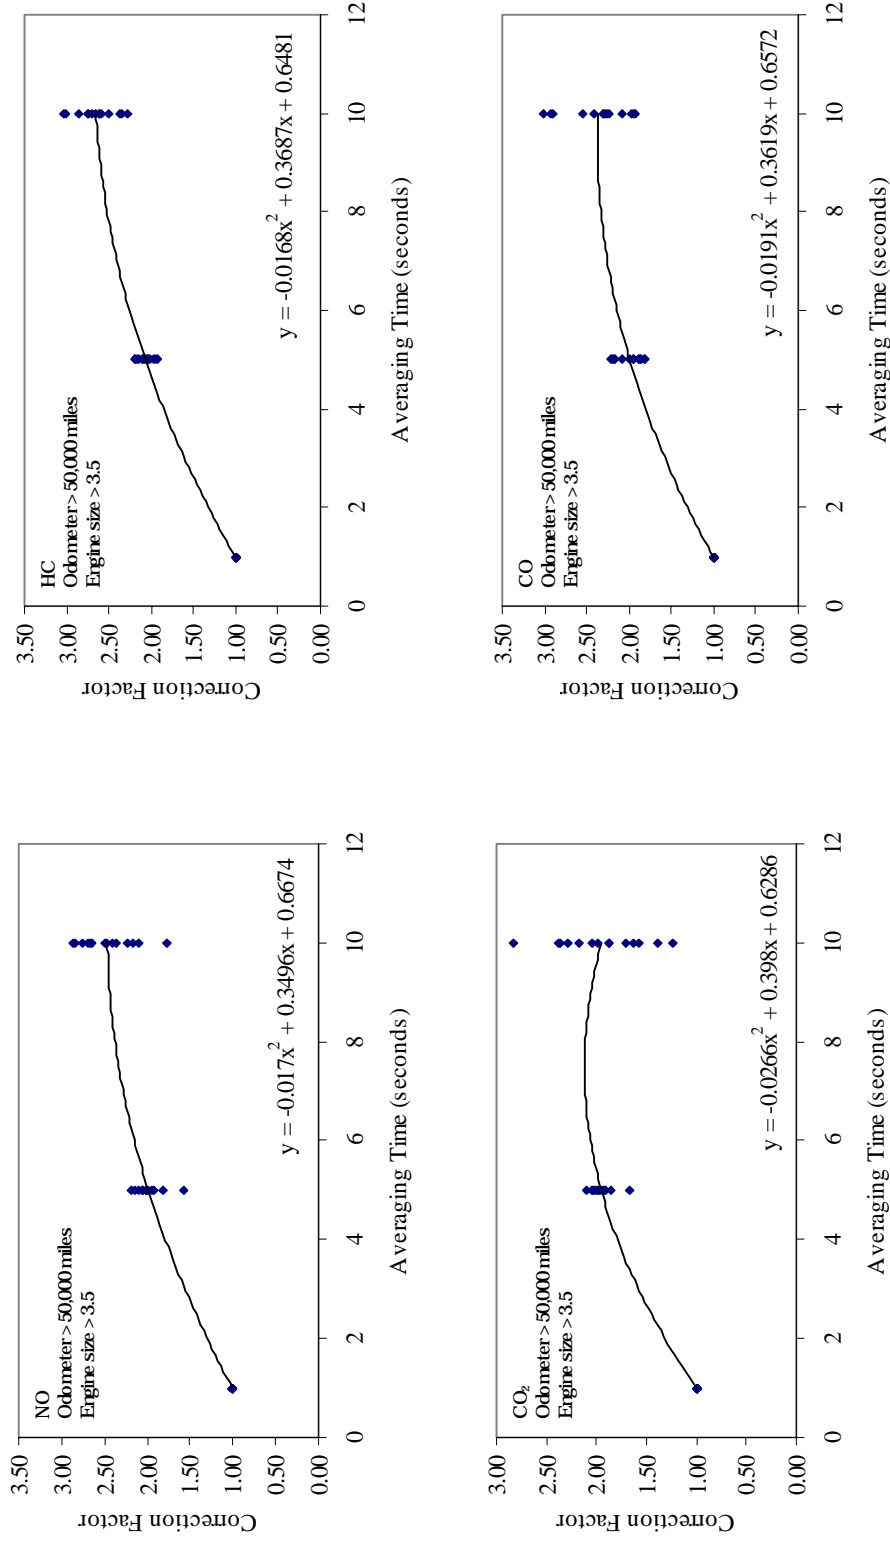 NO
Odometer > 50,000 miles
Engine size > 3.5
y = -0.017x² + 0.3496x + 0.6674
3.50
3.00
2.50
2.00
1.50
1.00
0.50
0.00
0 2 4 6 8 10 12
Correction Factor
Averaging Time (seconds)
HC
Odometer > 50,000 miles
Engine size > 3.5
y = -0.0168x² + 0.3687x + 0.6481
3.50
3.00
2.50
2.00
1.50
1.00
0.50
0.00
0 2 4 6 8 10 12
Correction Factor
Averaging Time (seconds)
CO₂
Odometer > 50,000 miles
Engine size > 3.5
y = -0.0266x² + 0.398x + 0.6286
3.00
2.50
2.00
1.50
1.00
0.50
0.00
0 2 4 6 8 10 12
Correction Factor
Averaging Time (seconds)
CO
Odometer > 50,000 miles
Engine size > 3.5
y = -0.0191x² + 0.3619x + 0.6572
3.50
3.00
2.50
2.00
1.50
1.00
0.50
0.00
0 2 4 6 8 10 12
Correction Factor
Averaging Time (seconds)